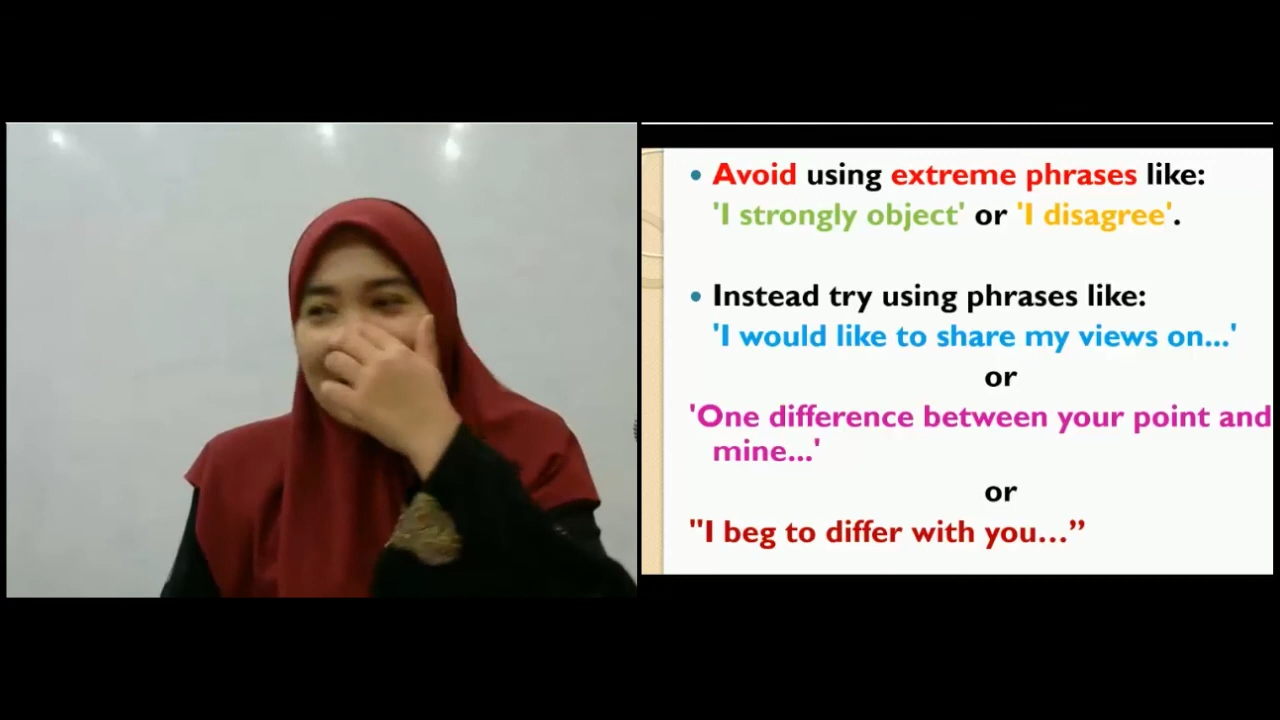 • Avoid using extreme phrases like:
'I strongly object' or 'I disagree'.
• Instead try using phrases like:
'I would like to share my views on...'
or
'One difference between your point and
mine...'
or
"I beg to differ with you…”